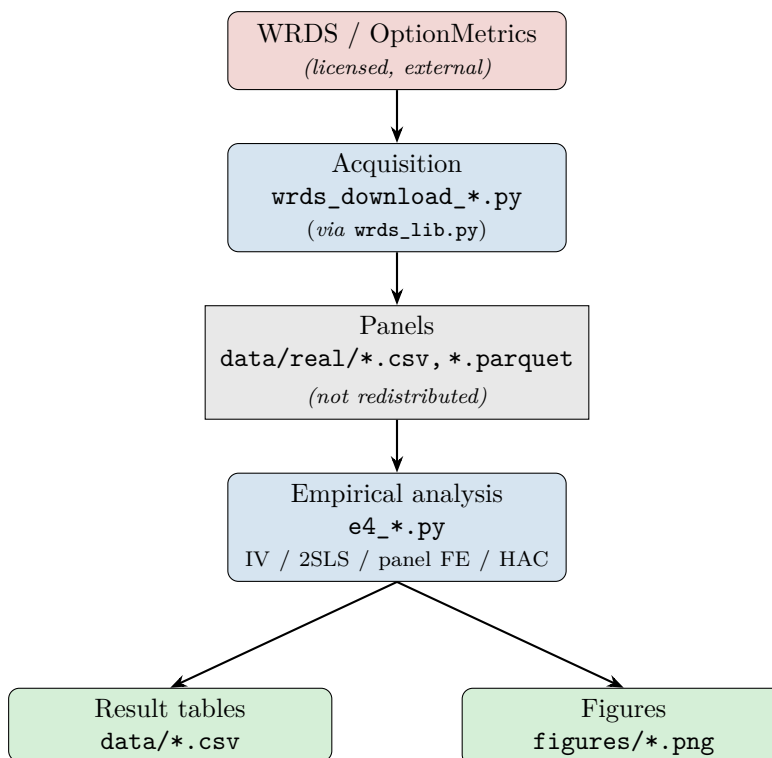 WRDS / OptionMetrics
(licensed, external)
Acquisition
wrds_download_*.py
(via wrds_lib.py)
Panels
data/real/*.csv, *.parquet
(not redistributed)
Empirical analysis
e4_*.py
IV / 2SLS / panel FE / HAC
Result tables
data/*.csv
Figures
figures/*.png